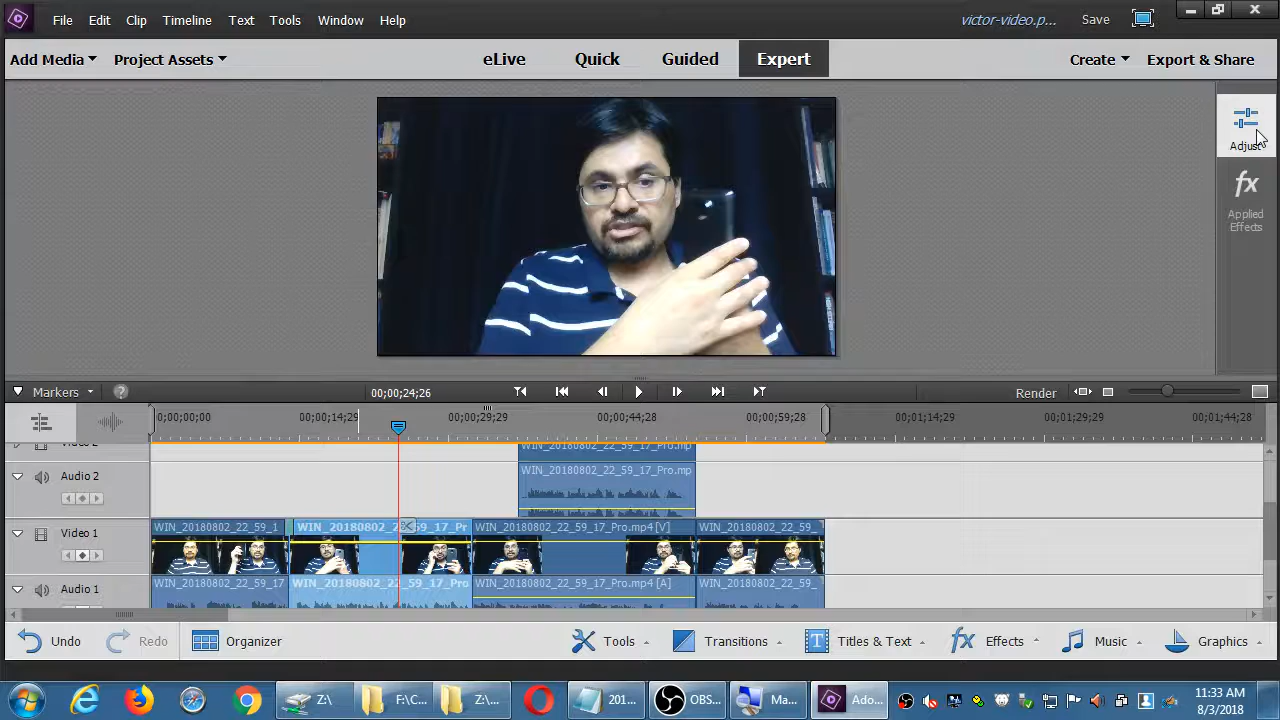 File Edit Clip Timeline Text Tools Window Help victor-video.p... Save
Add Media Project Assets eLive Quick Guided Expert Create Export & Share
Adjust
fx
Applied
Effects
Markers ? 00;00;24;26 Render
0;00;00;00 00;00;14;29 00;00;29;29 00;00;44;28 00;00;59;28 00;01;14;29 00;01;29;29 00;01;44;28
WIN_20180802_22_59_17_Pro.mp
Audio 2 WIN_20180802_22_59_17_Pro.mp
Video 1 WIN_20180802_22_59_1 WIN_20180802_22_59_17_Pr WIN_20180802_22_59_17_Pro.mp4 [V] WIN_20180802_22_59_
Audio 1 WIN_20180802_22_59_17 WIN_20180802_22_59_17_Pro WIN_20180802_22_59_17_Pro.mp4 [A] WIN_20180802_22_59_
Undo Redo Organizer Tools Transitions T Titles & Text fx Effects Music Graphics
Z:\ F:\C... Z:\... 201... OBS... Ma... Ado... 11:33 AM
8/3/2018